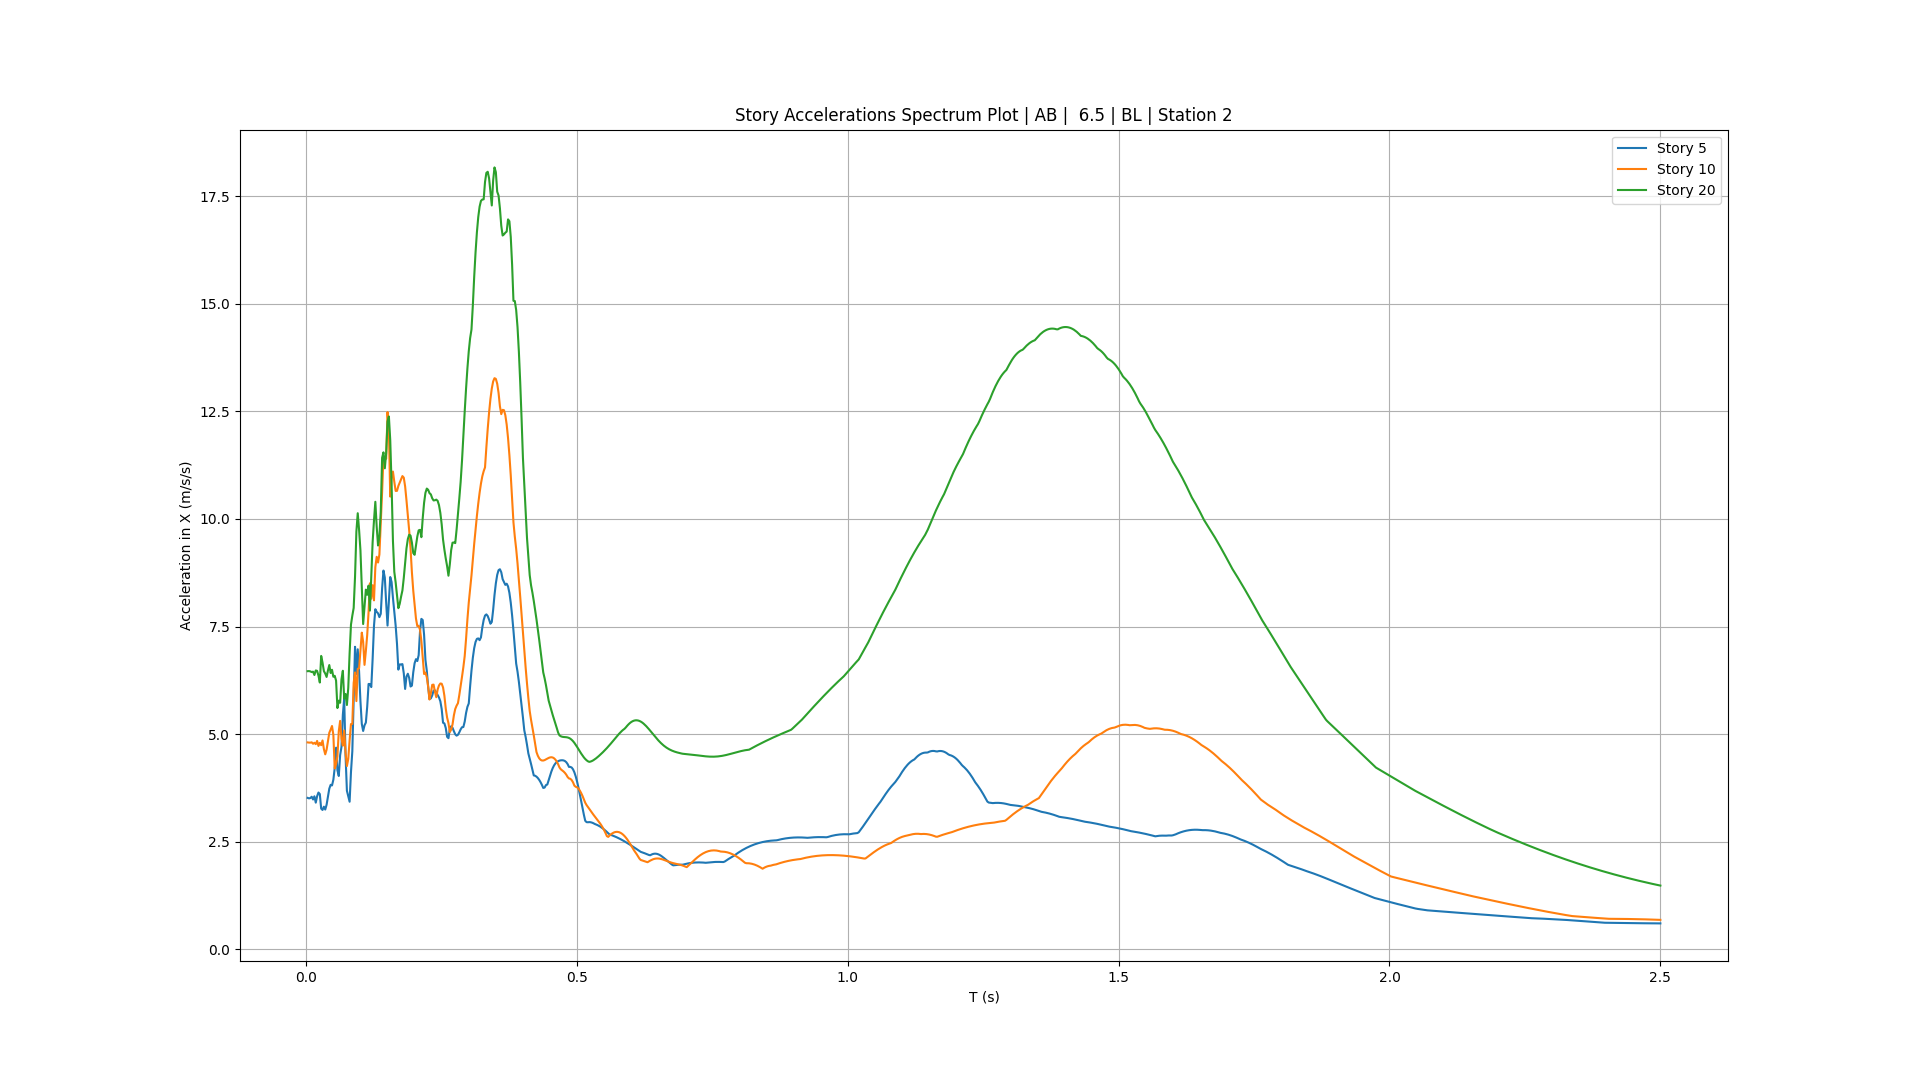 Story Accelerations Spectrum Plot | AB |  6.5 | BL | Station 2
Story 5
Story 10
Story 20
Acceleration in X (m/s/s)
17.5
15.0
12.5
10.0
7.5
5.0
2.5
0.0
0.0 0.5 1.0 1.5 2.0 2.5
T (s)